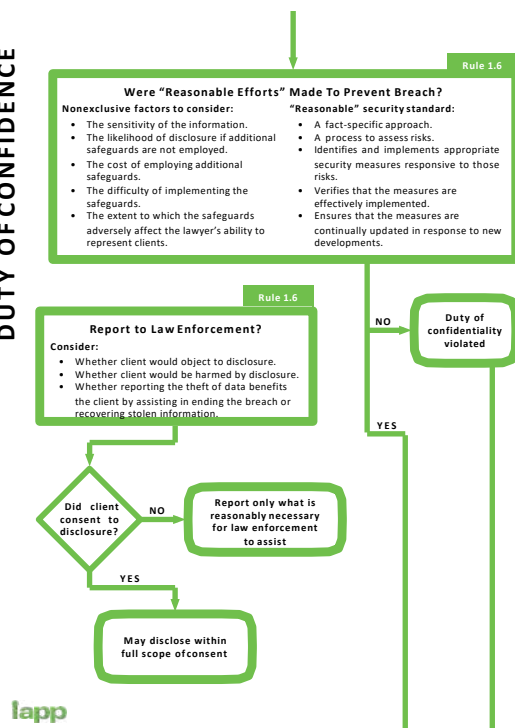 DUTY OF CONFIDENCE
Rule 1.6
Were “Reasonable Efforts” Made To Prevent Breach?
Nonexclusive factors to consider:
• The sensitivity of the information.
• The likelihood of disclosure if additional
safeguards are not employed.
• The cost of employing additional
safeguards.
• The difficulty of implementing the
safeguards.
• The extent to which the safeguards
adversely affect the lawyer’s ability to
represent clients.
“Reasonable” security standard:
• A fact-specific approach.
• A process to assess risks.
• Identifies and implements appropriate
security measures responsive to those
risks.
• Verifies that the measures are
effectively implemented.
• Ensures that the measures are
continually updated in response to new
developments.
NO
Duty of
confidentiality
violated
YES
Rule 1.6
Report to Law Enforcement?
Consider:
• Whether client would object to disclosure.
• Whether client would be harmed by disclosure.
• Whether reporting the theft of data benefits
the client by assisting in ending the breach or
recovering stolen information.
Did client
consent to
disclosure?
NO
Report only what is
reasonably necessary
for law enforcement
to assist
YES
May disclose within
full scope of consent
iapp